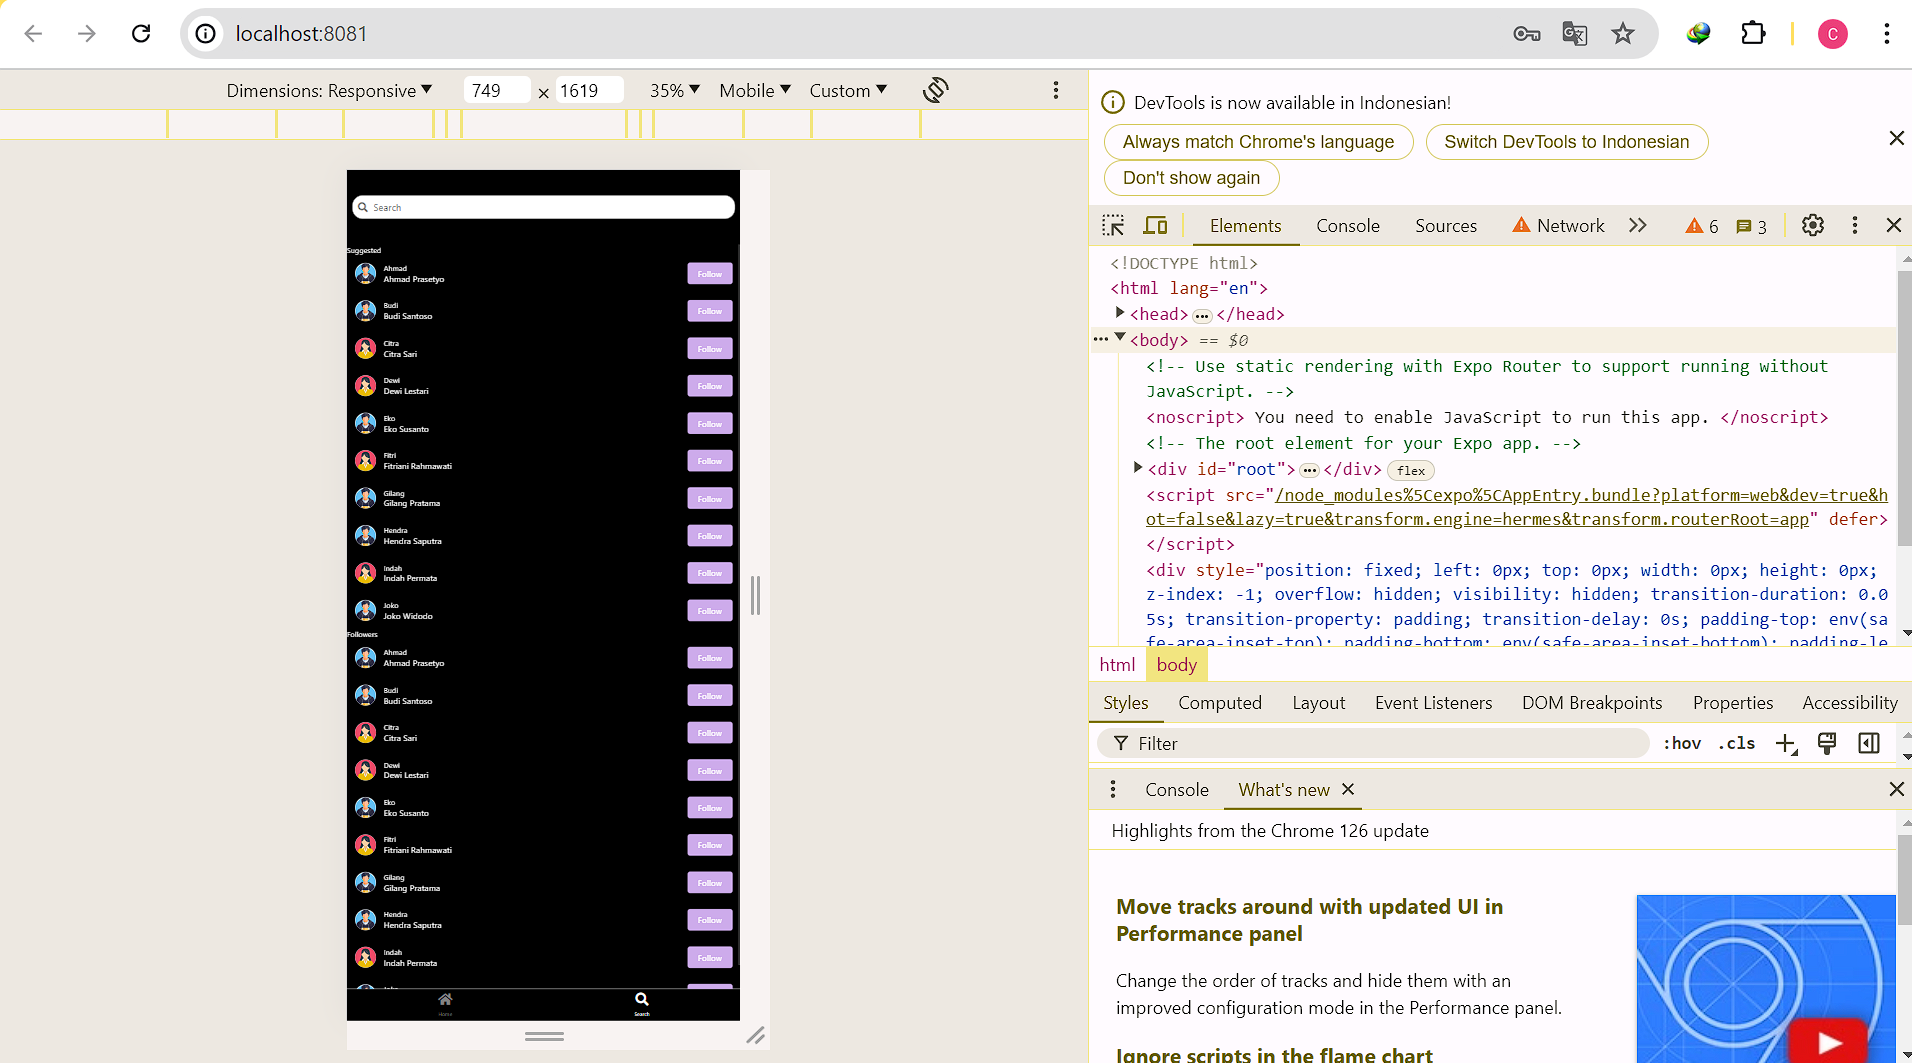 localhost:8081
Dimensions: Responsive ▼ 749 × 1619 35% ▼ Mobile ▼ Custom ▼
Search
Suggested
Ahmad
Ahmad Prasetyo
Follow
Budi
Budi Santoso
Follow
Citra
Citra Sari
Follow
Dewi
Dewi Lestari
Follow
Eko
Eko Susanto
Follow
Fitri
Fitriani Rahmawati
Follow
Gilang
Gilang Pratama
Follow
Hendra
Hendra Saputra
Follow
Indah
Indah Permata
Follow
Joko
Joko Widodo
Follow
Followers
Ahmad
Ahmad Prasetyo
Follow
Budi
Budi Santoso
Follow
Citra
Citra Sari
Follow
Dewi
Dewi Lestari
Follow
Eko
Eko Susanto
Follow
Fitri
Fitriani Rahmawati
Follow
Gilang
Gilang Pratama
Follow
Hendra
Hendra Saputra
Follow
Indah
Indah Permata
Follow
Home
Search
C
DevTools is now available in Indonesian!
Always match Chrome's language
Switch DevTools to Indonesian
Don't show again
Elements Console Sources Network 6 3
<!DOCTYPE html>
<html lang="en">
<head>…</head>
<body> == $0
<!-- Use static rendering with Expo Router to support running without
JavaScript. -->
<noscript> You need to enable JavaScript to run this app. </noscript>
<!-- The root element for your Expo app. -->
<div id="root">…</div> flex
<script src="/node_modules%5Cexpo%5CAppEntry.bundle?platform=web&dev=true&h
ot=false&lazy=true&transform.engine=hermes&transform.routerRoot=app" defer>
</script>
<div style="position: fixed; left: 0px; top: 0px; width: 0px; height: 0px;
z-index: -1; overflow: hidden; visibility: hidden; transition-duration: 0.0
5s; transition-property: padding; transition-delay: 0s; padding-top: env(sa
fe-area-inset-top); padding-bottom: env(safe-area-inset-bottom); padding-le
html body
Styles Computed Layout Event Listeners DOM Breakpoints Properties Accessibility
Filter :hov .cls
Console What's new
Highlights from the Chrome 126 update
Move tracks around with updated UI in
Performance panel
Change the order of tracks and hide them with an
improved configuration mode in the Performance panel.
Ignore scripts in the flame chart